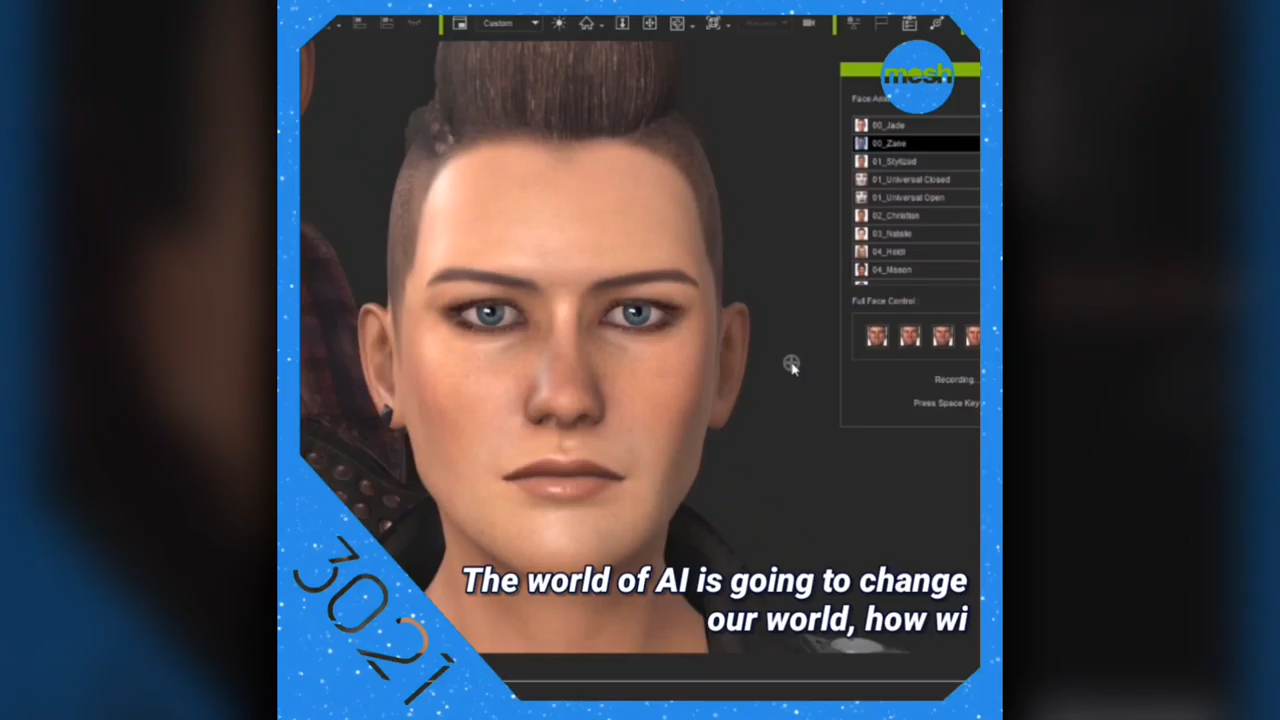 Custom
mesh
00_Jade
00_Zane
01_Stylized
01_Universal Closed
01_Universal Open
02_Christian
03_Natalie
04_Heidi
04_Mason
Full Face Control :
Recording...
Press Space Key
The world of AI is going to change
our world, how wi
3021